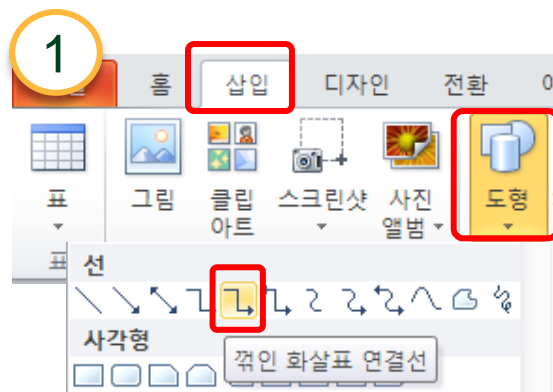 1
홈 삽입 디자인 전환
표 그림 클립 아트 스크린샷 사진 앨범 도형
표
선
사각형
꺾인 화살표 연결선